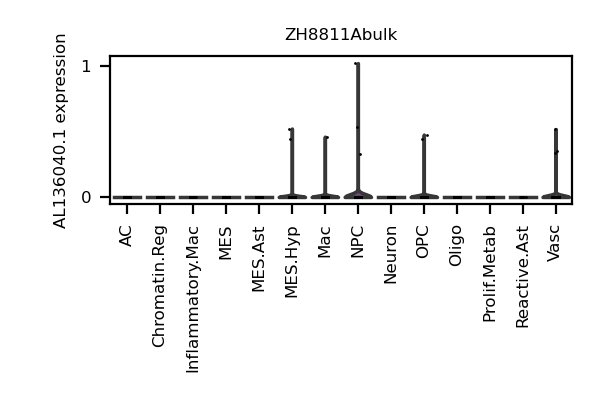 ZH8811Abulk
AL136040.1 expression
1
0
AC
Chromatin.Reg
Inflammatory.Mac
MES
MES.Ast
MES.Hyp
Mac
NPC
Neuron
OPC
Oligo
Prolif.Metab
Reactive.Ast
Vasc